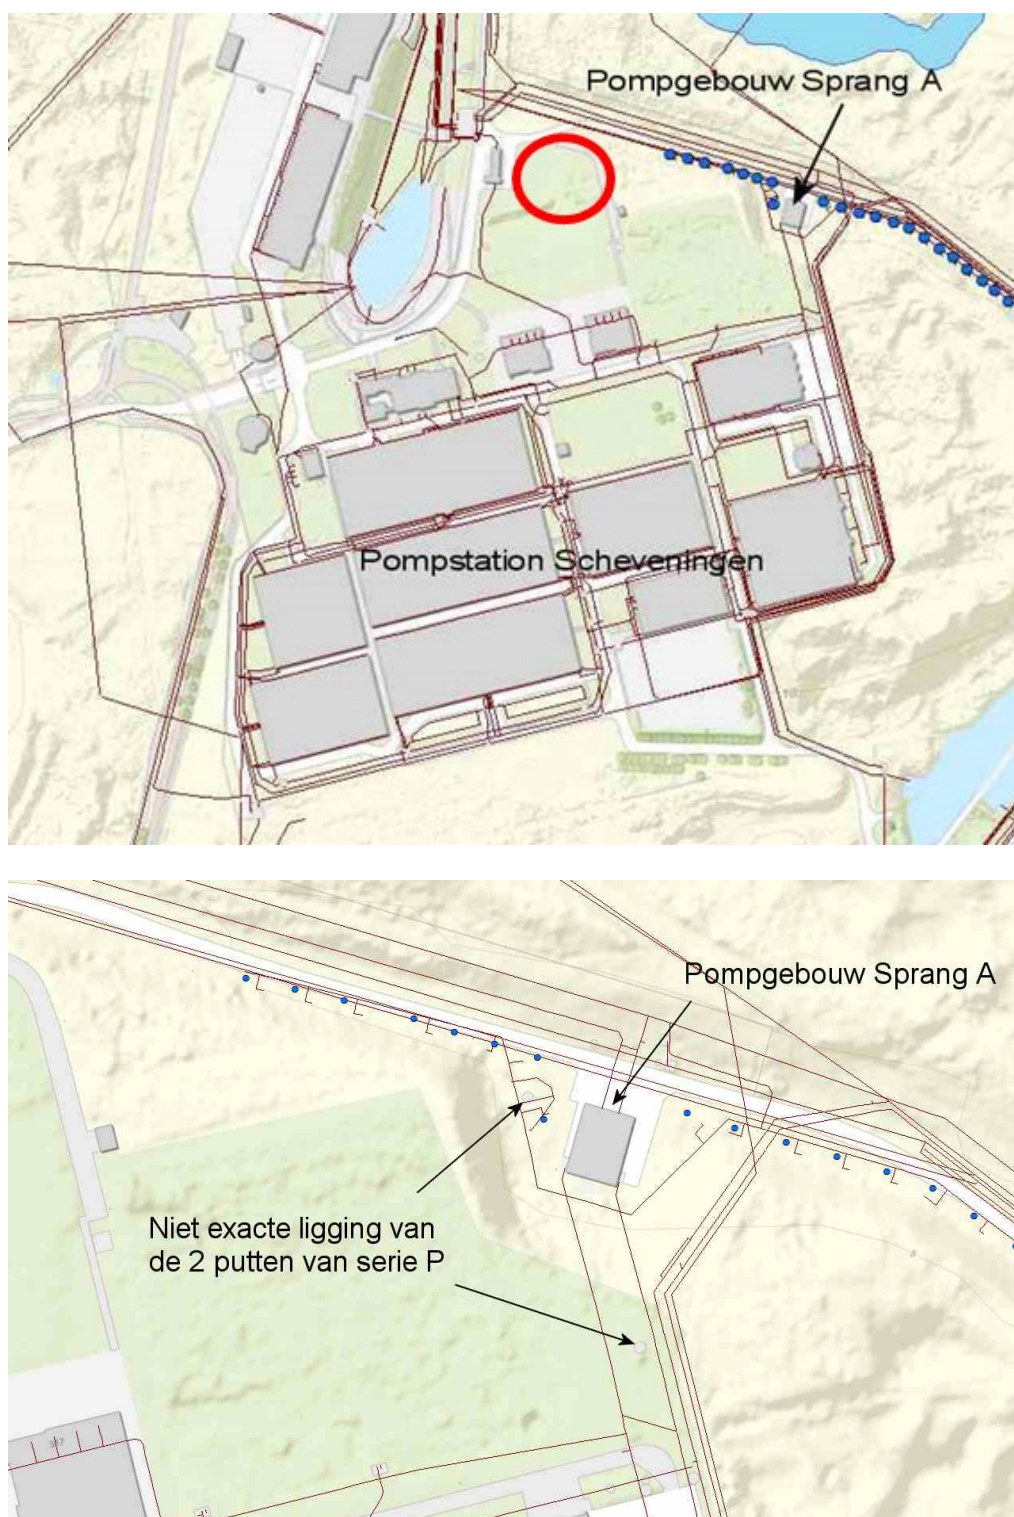 Pompgebouw Sprang A
Pompstation Scheveningen
Pompgebouw Sprang A
Niet exacte ligging van
de 2 putten van serie P